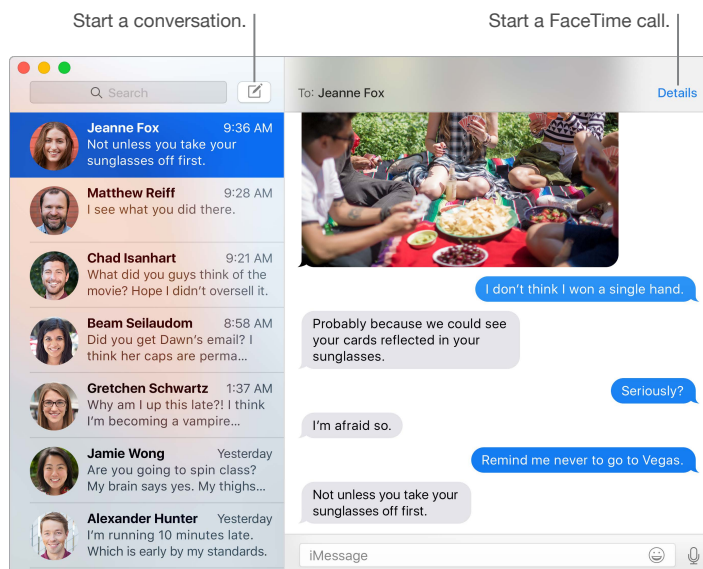 Start a conversation.
Start a FaceTime call.
Search
To: Jeanne Fox
Details
Jeanne Fox 9:36 AM
Not unless you take your
sunglasses off first.
Matthew Reiff 9:28 AM
I see what you did there.
Chad Isanhart 9:21 AM
What did you guys think of the
movie? Hope I didn't oversell it.
Beam Seilaudom 8:58 AM
Did you get Dawn's email? I
think her caps are perma...
Gretchen Schwartz 1:37 AM
Why am I up this late?! I think
I'm becoming a vampire...
Jamie Wong Yesterday
Are you going to spin class?
My brain says yes. My thighs...
Alexander Hunter Yesterday
I'm running 10 minutes late.
Which is early by my standards.
I don't think I won a single hand.
Probably because we could see
your cards reflected in your
sunglasses.
Seriously?
I'm afraid so.
Remind me never to go to Vegas.
Not unless you take your
sunglasses off first.
iMessage